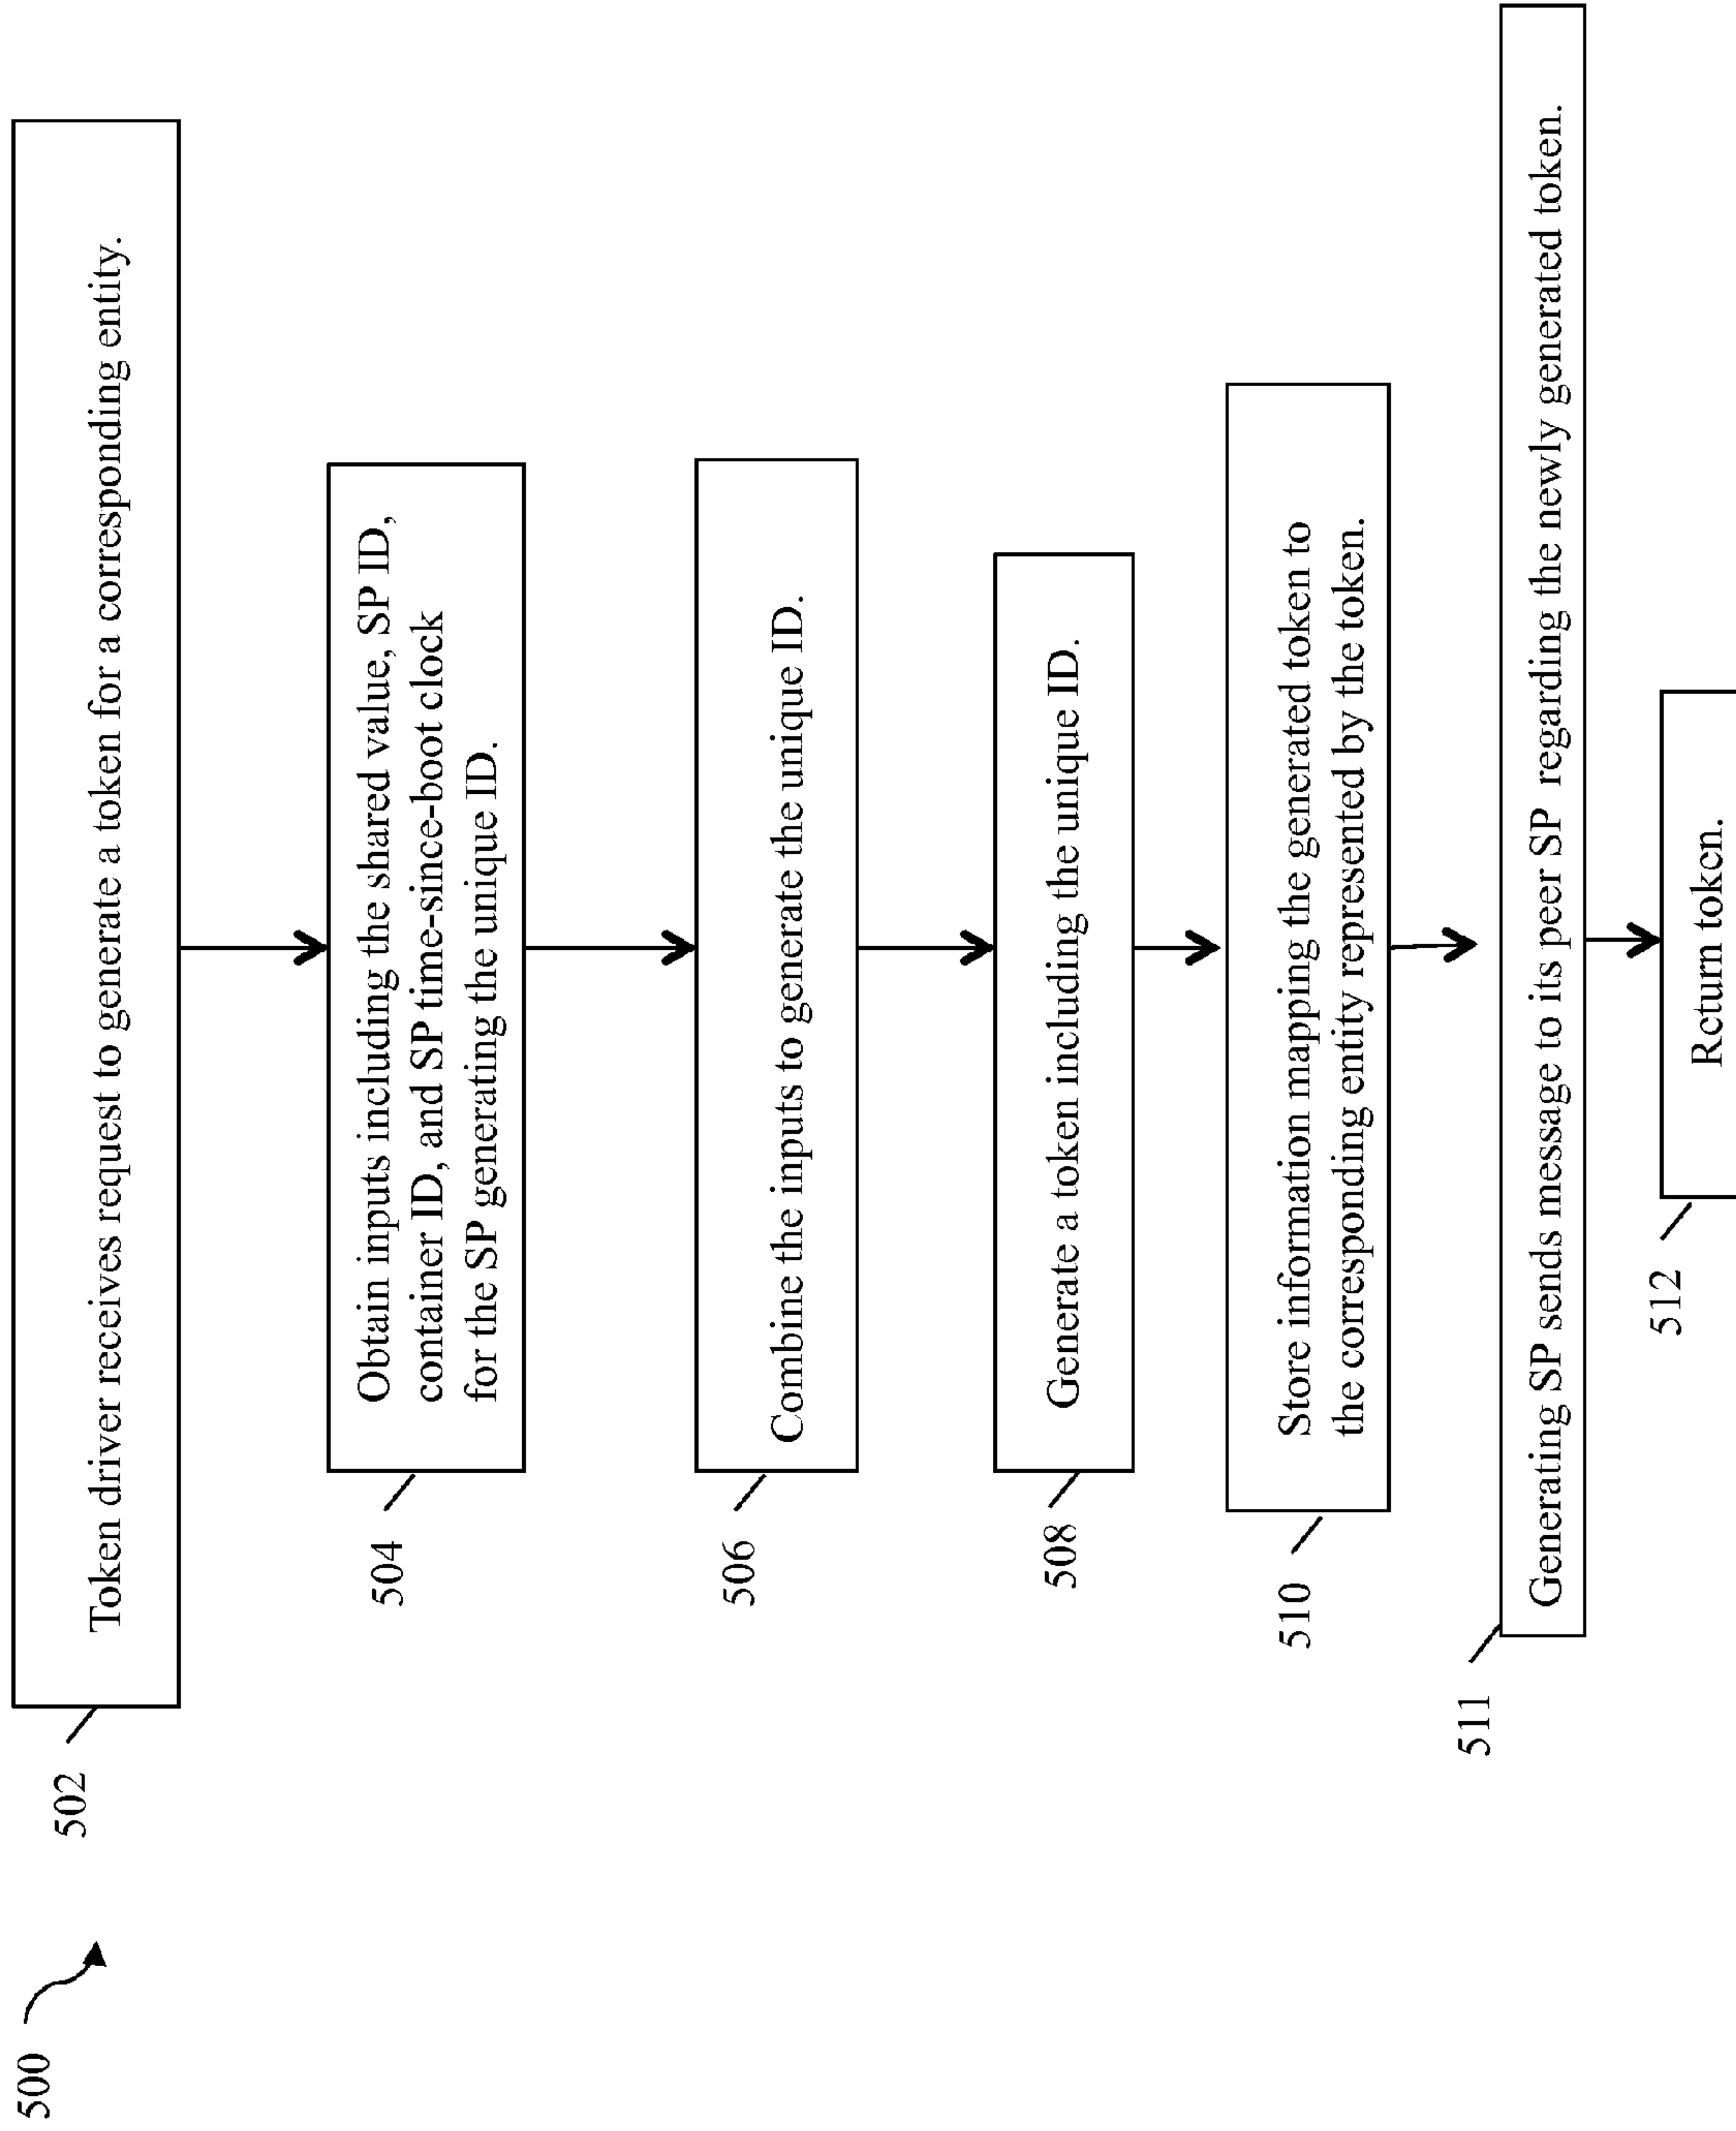 500
502
Token driver receives request to generate a token for a corresponding entity.
504
Obtain inputs including the shared value, SP ID,
container ID, and SP time-since-boot clock
for the SP generating the unique ID.
506
Combine the inputs to generate the unique ID.
508
Generate a token including the unique ID.
510
Store information mapping the generated token to
the corresponding entity represented by the token.
511
Generating SP sends message to its peer SP regarding the newly generated token.
512
Return token.